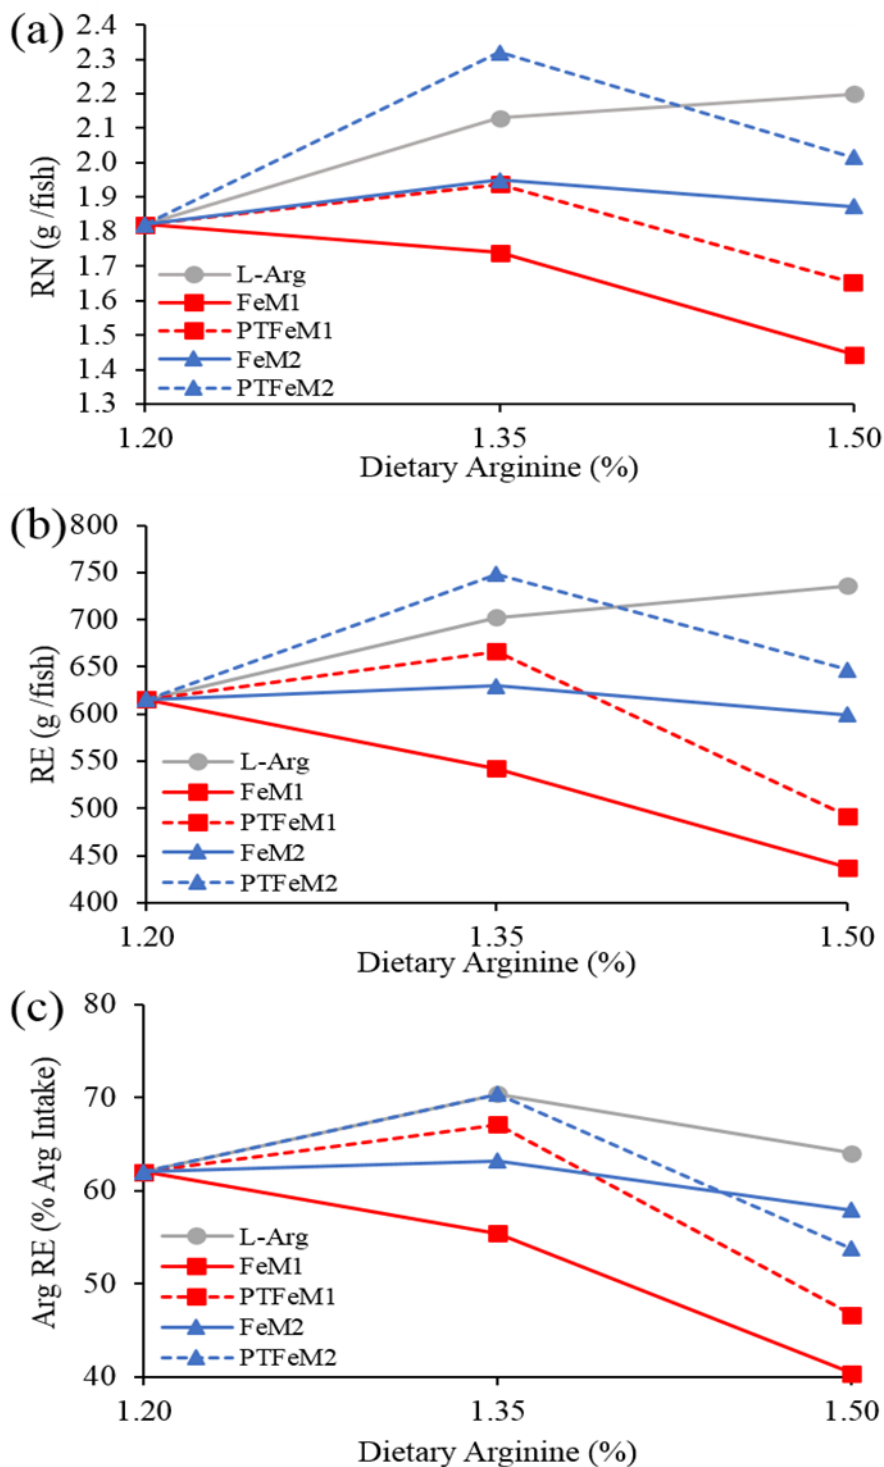 (a)
RN (g /fish)
2.4
2.3
2.2
2.1
2.0
1.9
1.8
1.7
1.6
1.5
1.4
1.3
L-Arg
FeM1
PTFeM1
FeM2
PTFeM2
1.20 1.35 1.50
Dietary Arginine (%)
(b)
RE (g /fish)
800
750
700
650
600
550
500
450
400
L-Arg
FeM1
PTFeM1
FeM2
PTFeM2
1.20 1.35 1.50
Dietary Arginine (%)
(c)
Arg RE (% Arg Intake)
80
70
60
50
40
L-Arg
FeM1
PTFeM1
FeM2
PTFeM2
1.20 1.35 1.50
Dietary Arginine (%)